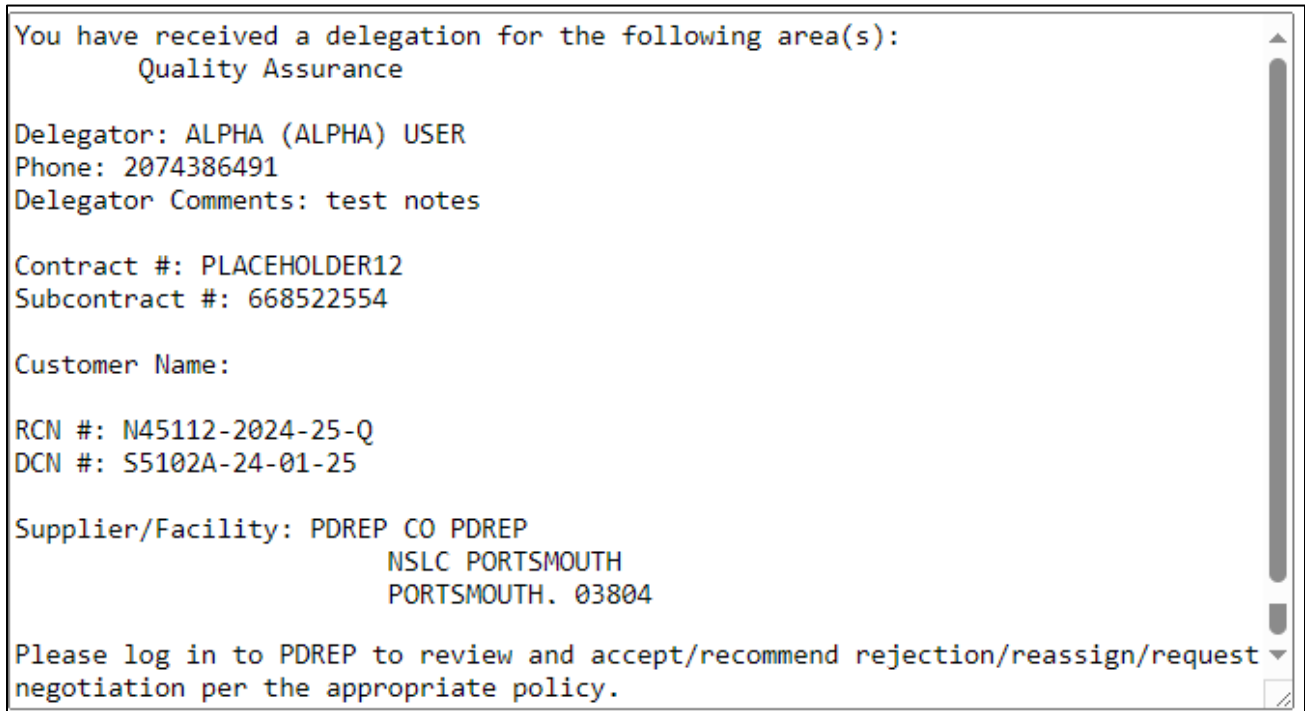 You have received a delegation for the following area(s):
Quality Assurance
Delegator: ALPHA (ALPHA) USER
Phone: 2074386491
Delegator Comments: test notes
Contract #: PLACEHOLDER12
Subcontract #: 668522554
Customer Name:
RCN #: N45112-2024-25-Q
DCN #: S5102A-24-01-25
Supplier/Facility: PDREP CO PDREP
NSLC PORTSMOUTH
PORTSMOUTH. 03804
Please log in to PDREP to review and accept/recommend rejection/reassign/request
negotiation per the appropriate policy.